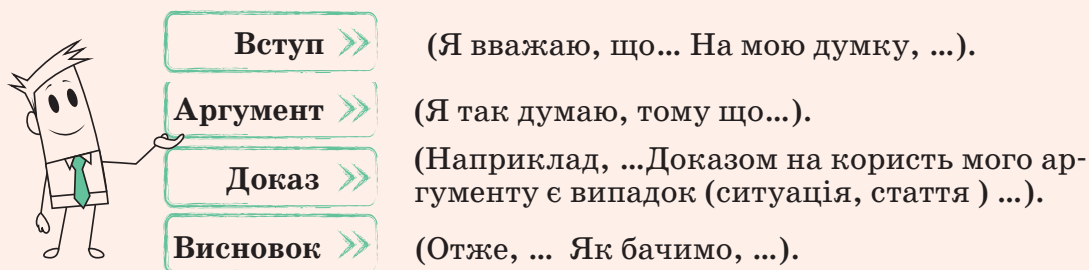 Вступ (Я вважаю, що... На мою думку, ...).
Аргумент (Я так думаю, тому що...).
Доказ (Наприклад, ...Доказом на користь мого ар-
гументу є випадок (ситуація, стаття ) ...).
Висновок (Отже, ... Як бачимо, ...).